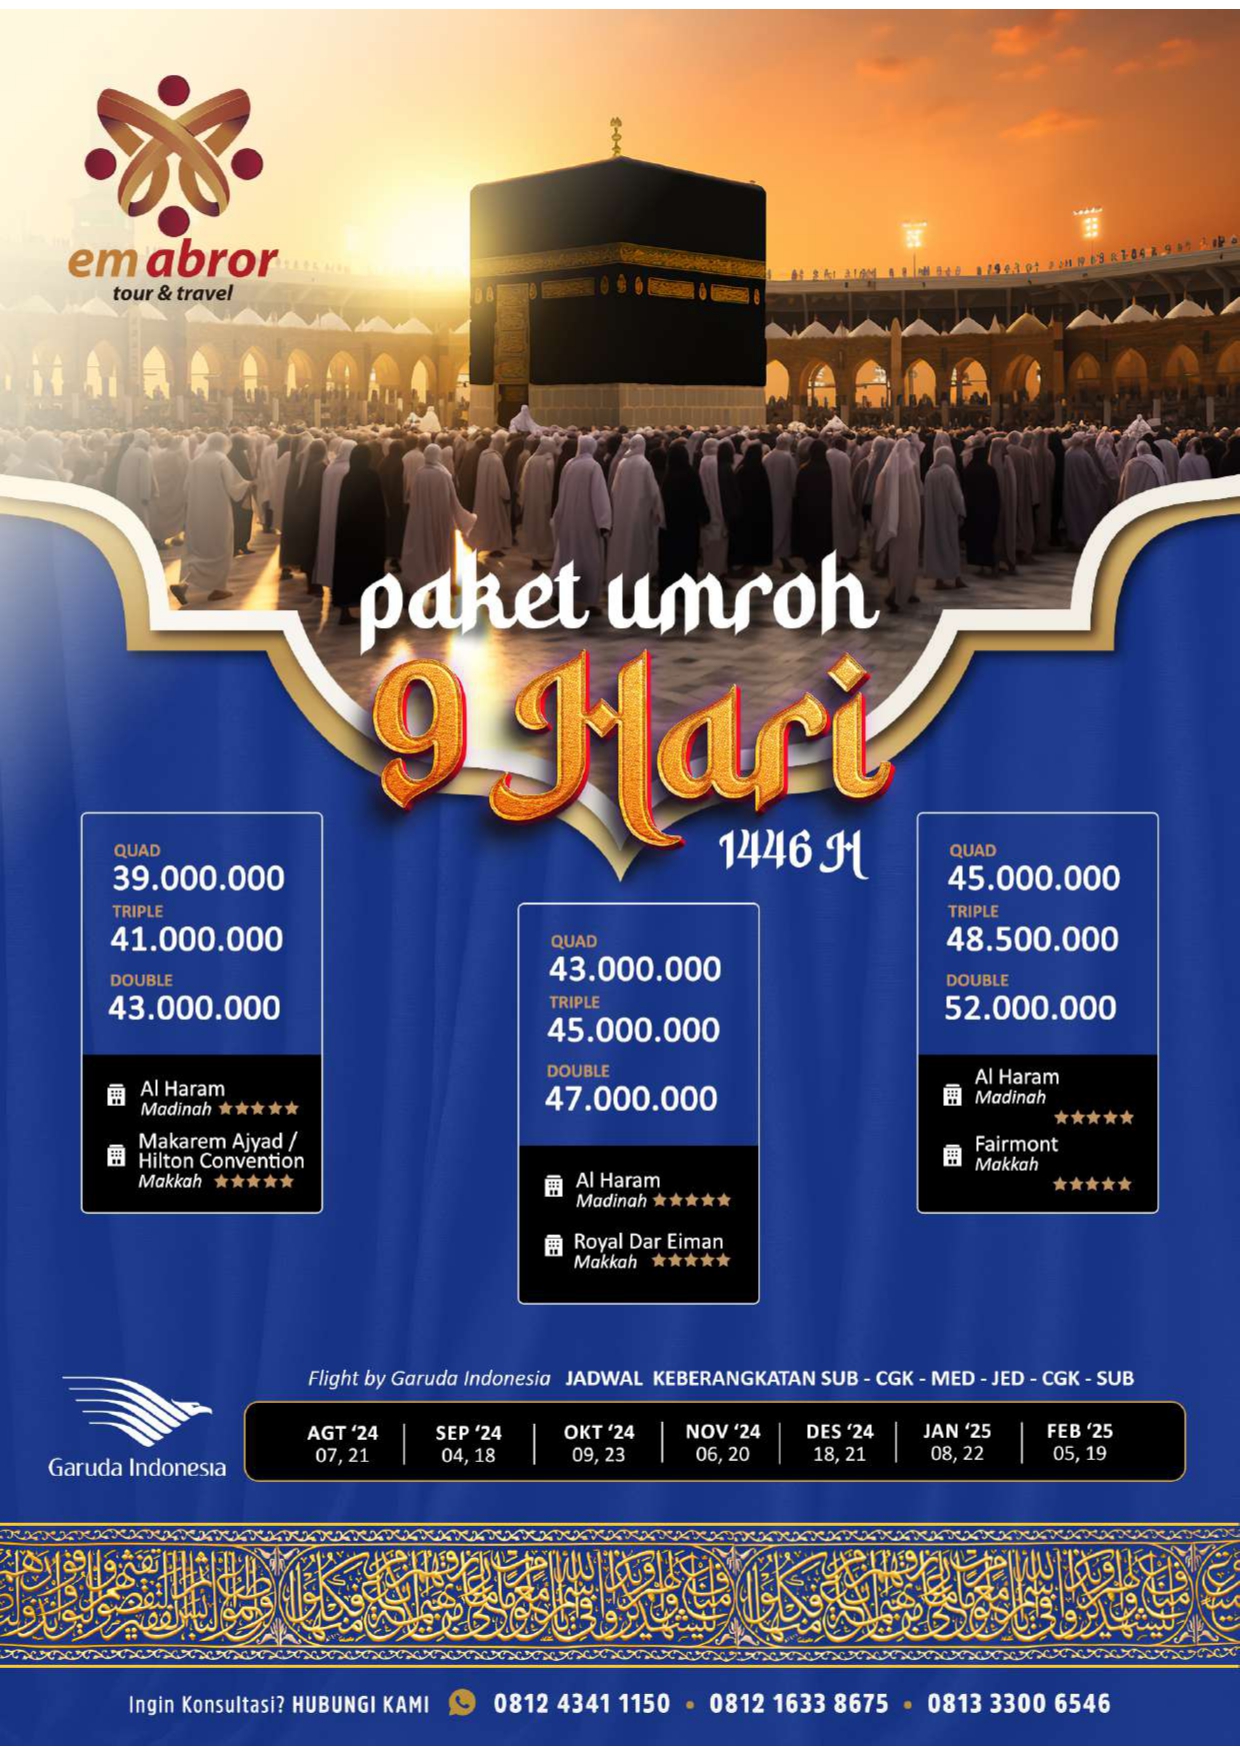 em abror
tour & travel
paket umroh
9 Hari
1446 H
QUAD
39.000.000
TRIPLE
41.000.000
DOUBLE
43.000.000
Al Haram
Madinah
Makarem Ajyad /
Hilton Convention
Makkah
QUAD
43.000.000
TRIPLE
45.000.000
DOUBLE
47.000.000
Al Haram
Madinah
Royal Dar Eiman
Makkah
QUAD
45.000.000
TRIPLE
48.500.000
DOUBLE
52.000.000
Al Haram
Madinah
Fairmont
Makkah
Flight by Garuda Indonesia JADWAL KEBERANGKATAN SUB - CGK - MED - JED - CGK - SUB
Garuda Indonesia
AGT ‘24 | SEP ‘24 | OKT ‘24 | NOV ‘24 | DES ‘24 | JAN ‘25 | FEB ‘25
07, 21 | 04, 18 | 09, 23 | 06, 20 | 18, 21 | 08, 22 | 05, 19
Ingin Konsultasi? HUBUNGI KAMI 0812 4341 1150 • 0812 1633 8675 • 0813 3300 6546